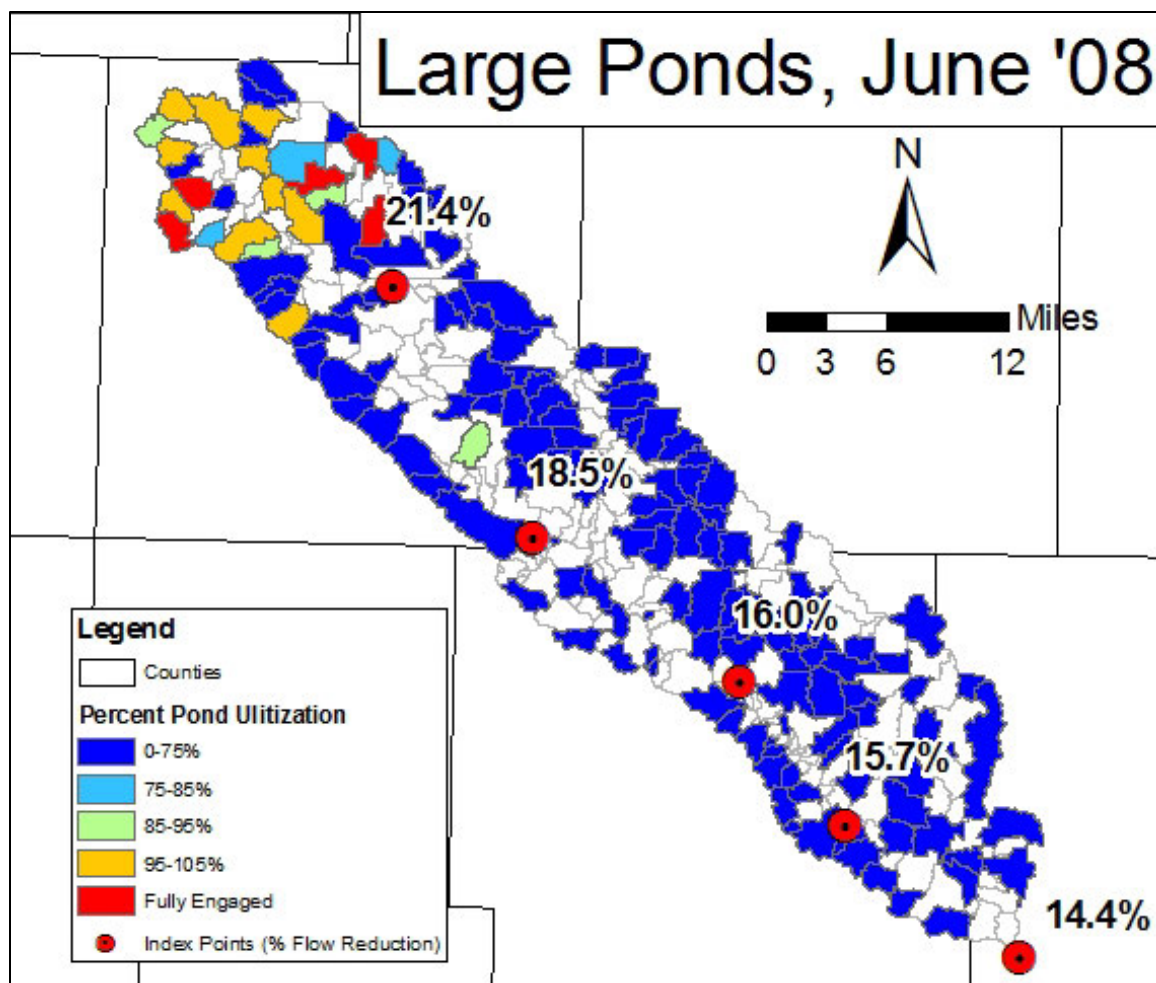 Large Ponds, June '08
N
Miles
0 3 6 12
21.4%
18.5%
16.0%
15.7%
14.4%
Legend
Counties
Percent Pond Ulitization
0-75%
75-85%
85-95%
95-105%
Fully Engaged
Index Points (% Flow Reduction)